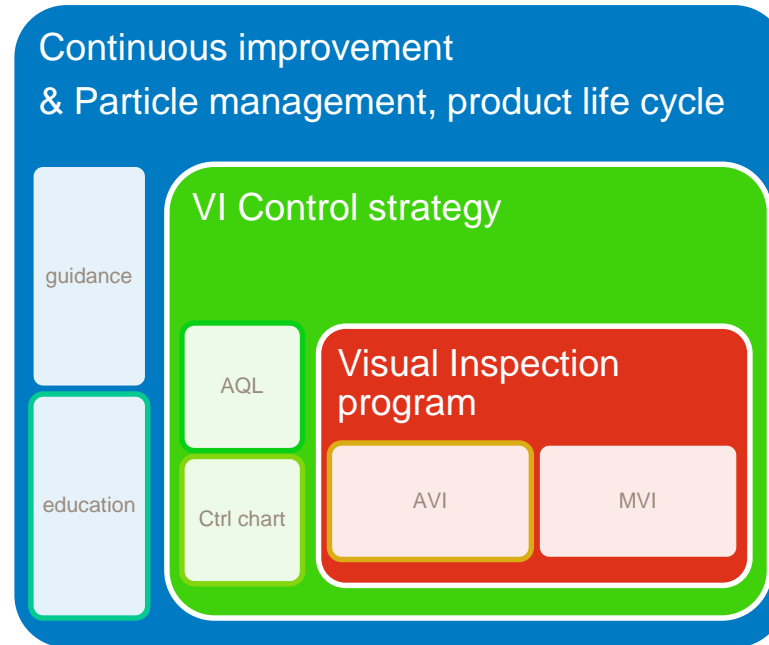 Continuous improvement
& Particle management, product life cycle
VI Control strategy
guidance
AQL
Visual Inspection
program
education
Ctrl chart
AVI
MVI